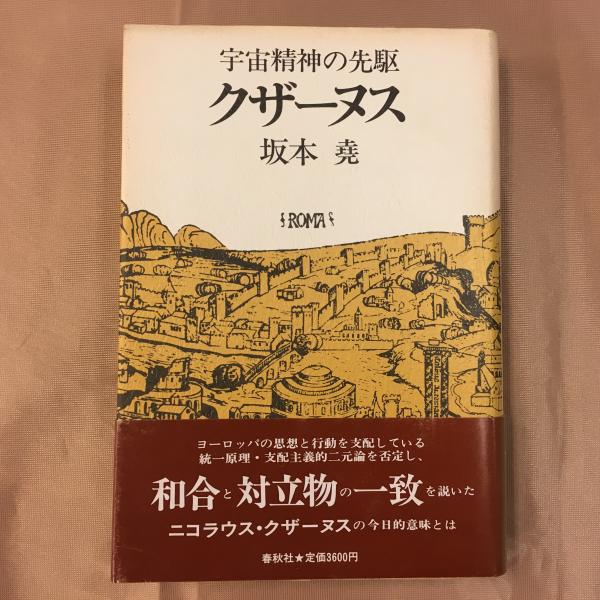 宇宙精神の先駆
クザーヌス
坂本 堯
ROMA
ヨーロッパの思想と行動を支配している
統一原理・支配主義的二元論を否定し、
和合と対立物の一致を説いた
ニコラウス・クザーヌスの今日的意味とは
春秋社★定価3600円